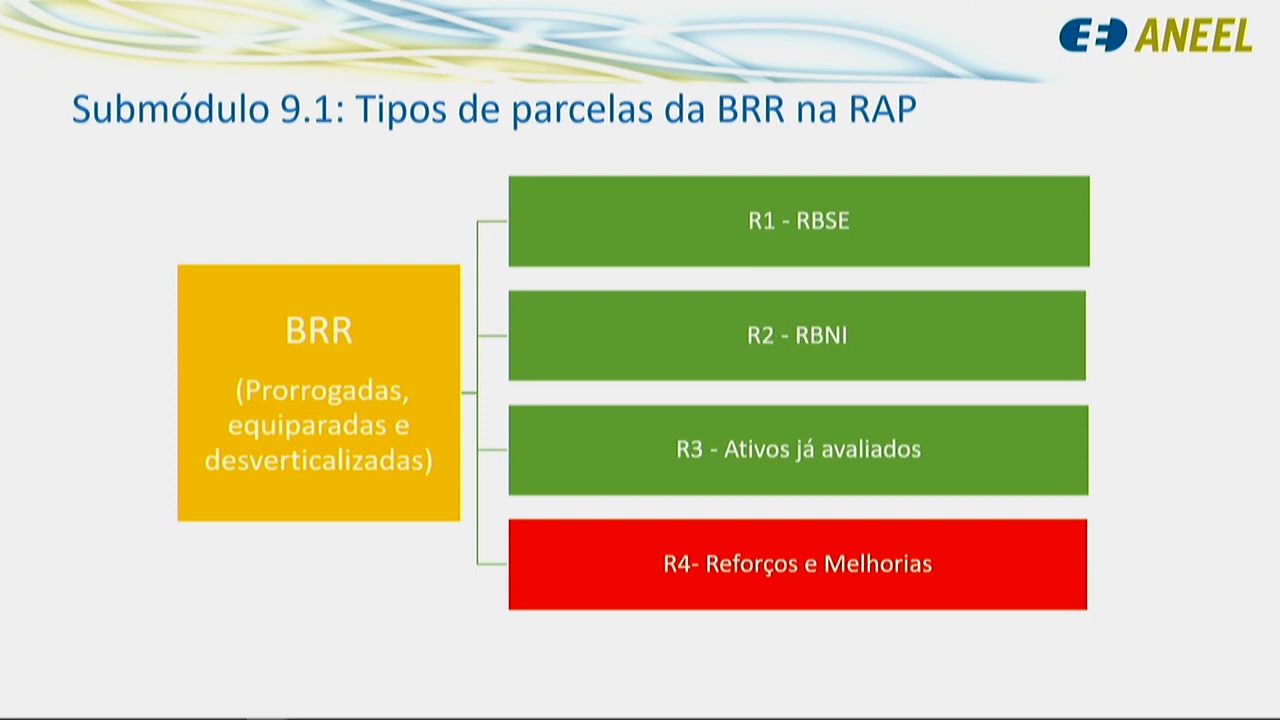 ANEEL
Submódulo 9.1: Tipos de parcelas da BRR na RAP
BRR
(Prorrogadas,
equiparadas e
desverticalizadas)
R1 - RBSE
R2 - RBNI
R3 - Ativos já avaliados
R4- Reforços e Melhorias